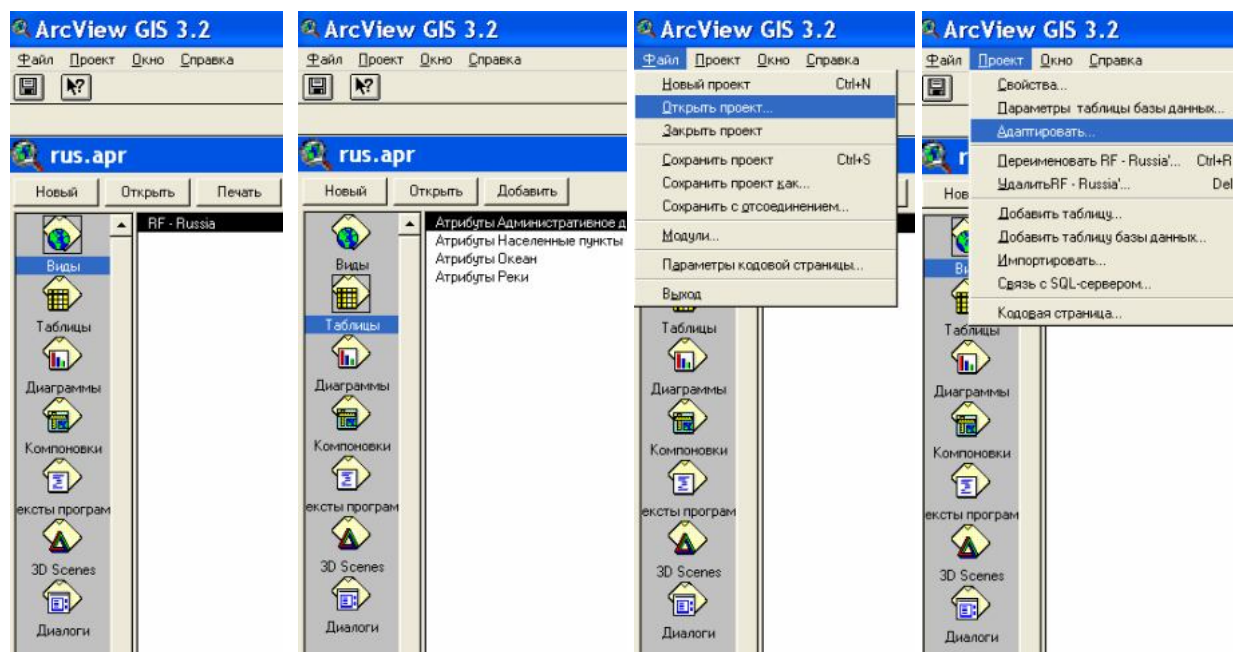 ArcView GIS 3.2
Файл Проект Окно Справка
rus.apr
Новый Открыть Печать
RF - Russia
Виды
Таблицы
Диаграммы
Компоновки
ексты програм
3D Scenes
Диалоги
ArcView GIS 3.2
Файл Проект Окно Справка
rus.apr
Новый Открыть Добавить
Атрибуты Административное д
Атрибуты Населенные пункты
Атрибуты Океан
Атрибуты Реки
Виды
Таблицы
Диаграммы
Компоновки
ексты програм
3D Scenes
Диалоги
ArcView GIS 3.2
Файл Проект Окно Справка
Новый проект Ctrl+N
Открыть проект...
Закрыть проект
Сохранить проект Ctrl+S
Сохранить проект как...
Сохранить с отсоединением...
Модули...
Параметры кодовой страницы...
Выход
Таблицы
Диаграммы
Компоновки
ексты програм
3D Scenes
Диалоги
ArcView GIS 3.2
Файл Проект Окно Справка
Свойства...
Параметры таблицы базы данных...
Адаптировать...
Переименовать RF - Russia'... Ctrl+R
УдалитьRF - Russia'... Del
Добавить таблицу...
Добавить таблицу базы данных...
Импортировать...
Связь с SQL-сервером...
Кодовая страница...
r
Нов
Ви
Таблицы
Диаграммы
Компоновки
ексты програм
3D Scenes
Диалоги